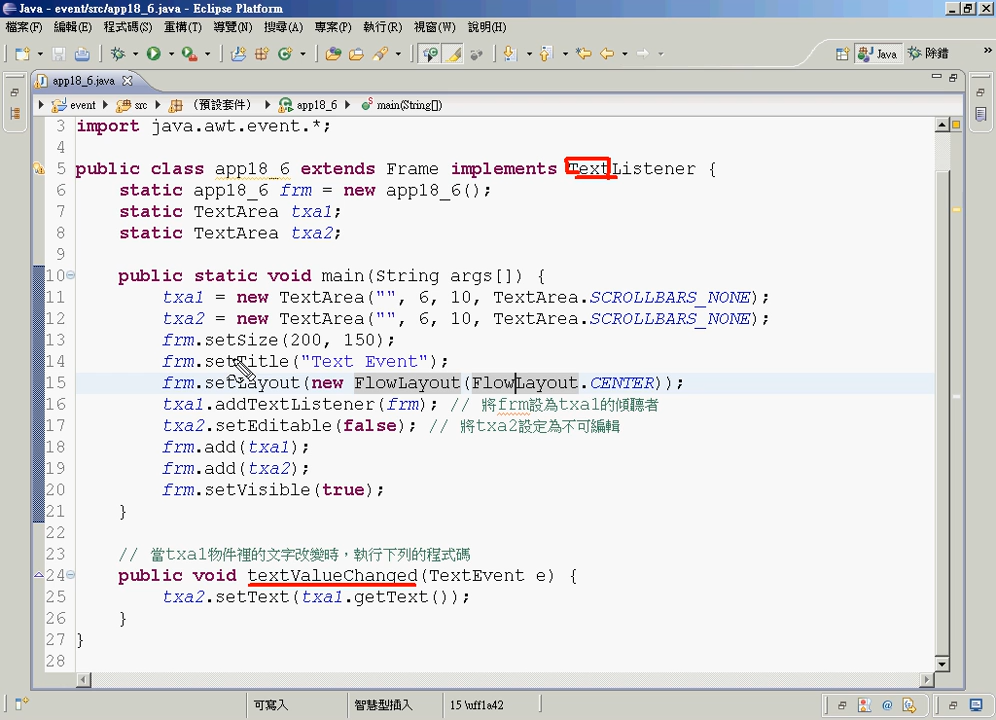 Java - event/src/app18_6.java - Eclipse Platform
檔案(F) 編輯(E) 程式碼(S) 重構(T) 導覽(N) 搜尋(A) 專案(P) 執行(R) 視窗(W) 說明(H)
Java 除錯 »
app18_6.java
event src (預設套件) app18_6 main(String[])
3 import java.awt.event.*;
4
5 public class app18_6 extends Frame implements TextListener {
6 static app18_6 frm = new app18_6();
7 static TextArea txa1;
8 static TextArea txa2;
9
10 public static void main(String args[]) {
11 txa1 = new TextArea("", 6, 10, TextArea.SCROLLBARS_NONE);
12 txa2 = new TextArea("", 6, 10, TextArea.SCROLLBARS_NONE);
13 frm.setSize(200, 150);
14 frm.setTitle("Text Event");
15 frm.setLayout(new FlowLayout(FlowLayout.CENTER));
16 txa1.addTextListener(frm); // 將frm設為txa1的傾聽者
17 txa2.setEditable(false); // 將txa2設定為不可編輯
18 frm.add(txa1);
19 frm.add(txa2);
20 frm.setVisible(true);
21 }
22
23 // 當txa1物件裡的文字改變時，執行下列的程式碼
24 public void textValueChanged(TextEvent e) {
25 txa2.setText(txa1.getText());
26 }
27 }
28
可寫入 智慧型插入 15 \uff1a42